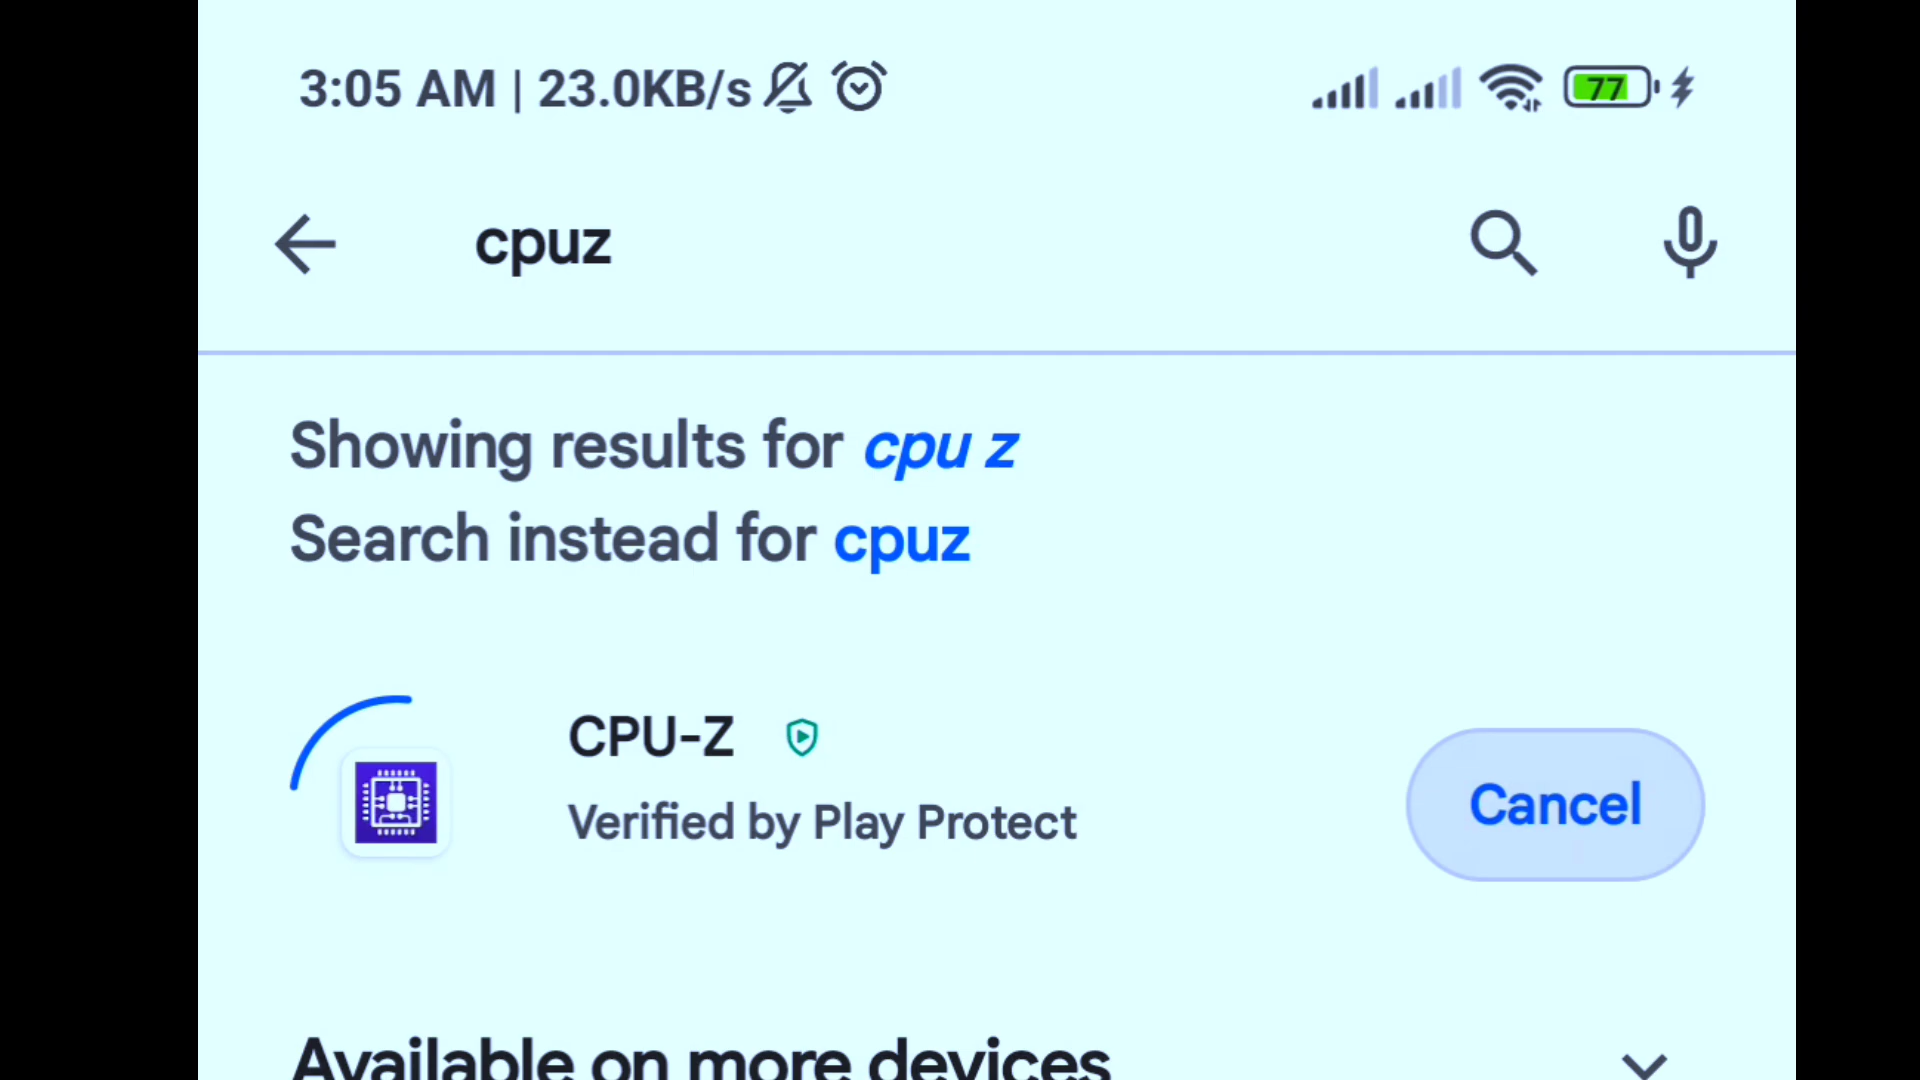 3:05 AM | 23.0KB/s 77
cpuz
Showing results for cpu z
Search instead for cpuz
CPU-Z
Verified by Play Protect
Cancel
Available on more devices